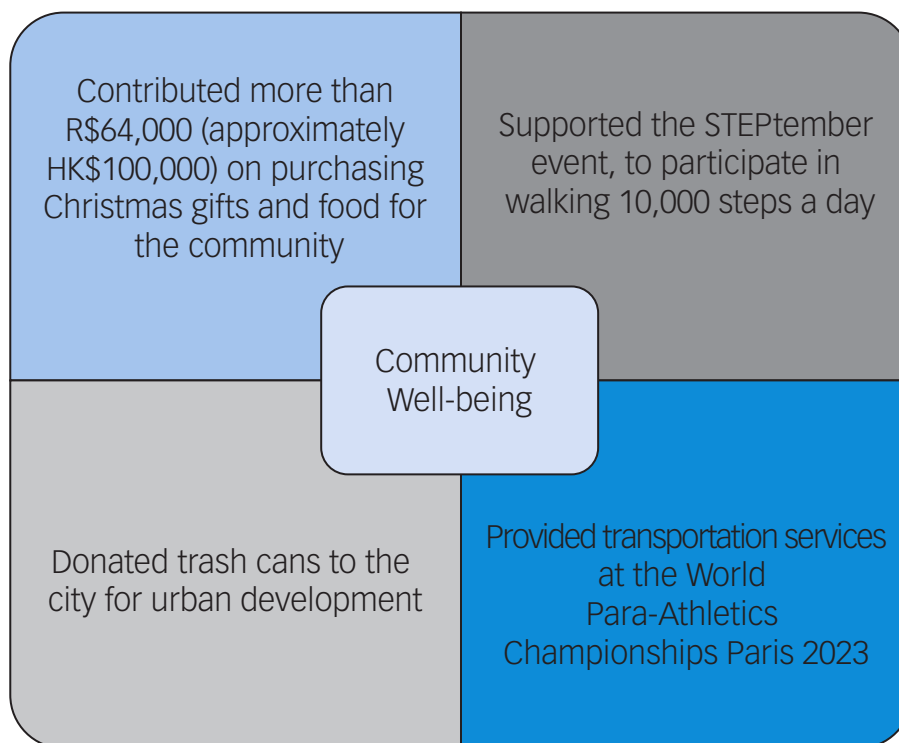 Contributed more than
R$64,000 (approximately
HK$100,000) on purchasing
Christmas gifts and food for
the community
Supported the STEPtember
event, to participate in
walking 10,000 steps a day
Community
Well-being
Donated trash cans to the
city for urban development
Provided transportation services
at the World
Para-Athletics
Championships Paris 2023